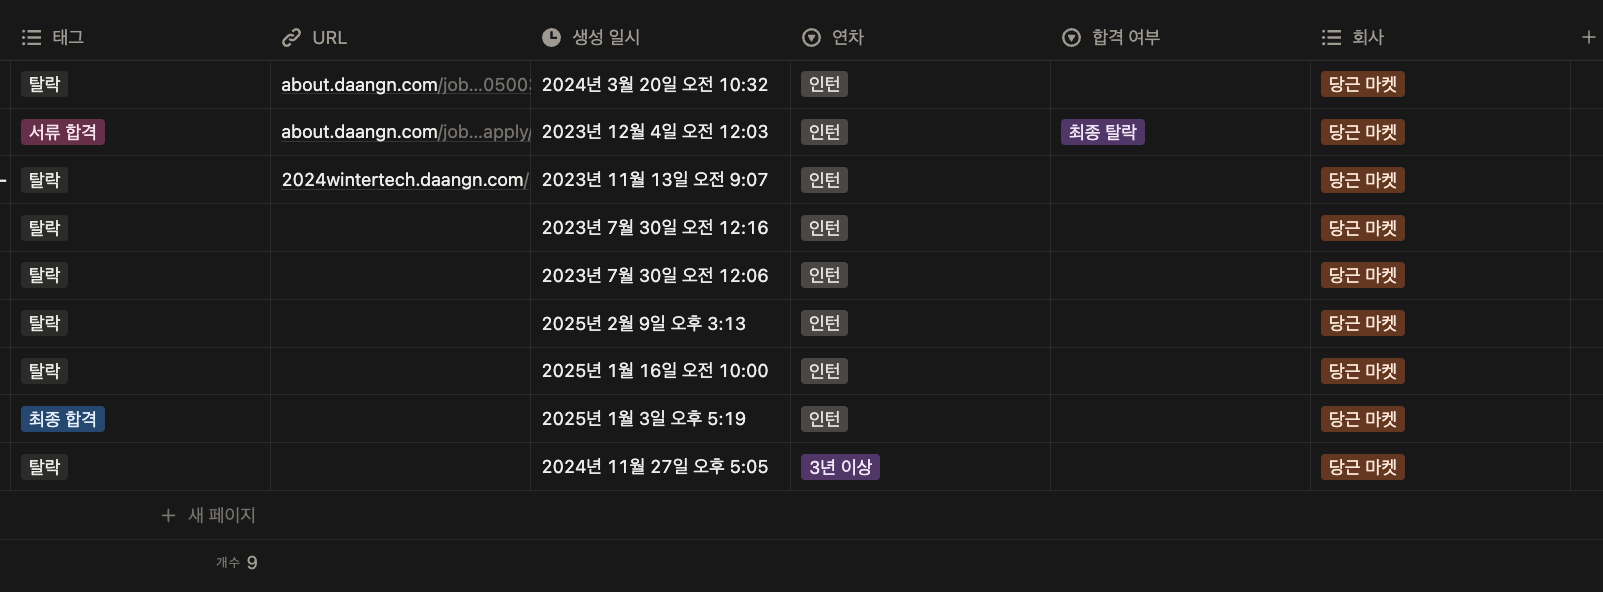 태그 URL 생성 일시 연차 합격 여부 회사
탈락 about.daangn.com/job...0500 2024년 3월 20일 오전 10:32 인턴 당근 마켓
서류 합격 about.daangn.com/job...apply/ 2023년 12월 4일 오전 12:03 인턴 최종 탈락 당근 마켓
탈락 2024wintertech.daangn.com/ 2023년 11월 13일 오전 9:07 인턴 당근 마켓
탈락 2023년 7월 30일 오전 12:16 인턴 당근 마켓
탈락 2023년 7월 30일 오전 12:06 인턴 당근 마켓
탈락 2025년 2월 9일 오후 3:13 인턴 당근 마켓
탈락 2025년 1월 16일 오전 10:00 인턴 당근 마켓
최종 합격 2025년 1월 3일 오후 5:19 인턴 당근 마켓
탈락 2024년 11월 27일 오후 5:05 3년 이상 당근 마켓
+ 새 페이지
개수 9